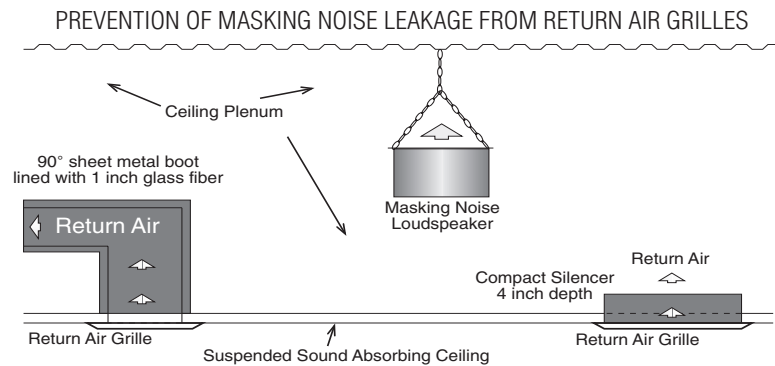 PREVENTION OF MASKING NOISE LEAKAGE FROM RETURN AIR GRILLES
Ceiling Plenum
90° sheet metal boot
lined with 1 inch glass fiber
Return Air
Masking Noise
Loudspeaker
Return Air
Compact Silencer
4 inch depth
Return Air Grille
Suspended Sound Absorbing Ceiling
Return Air Grille